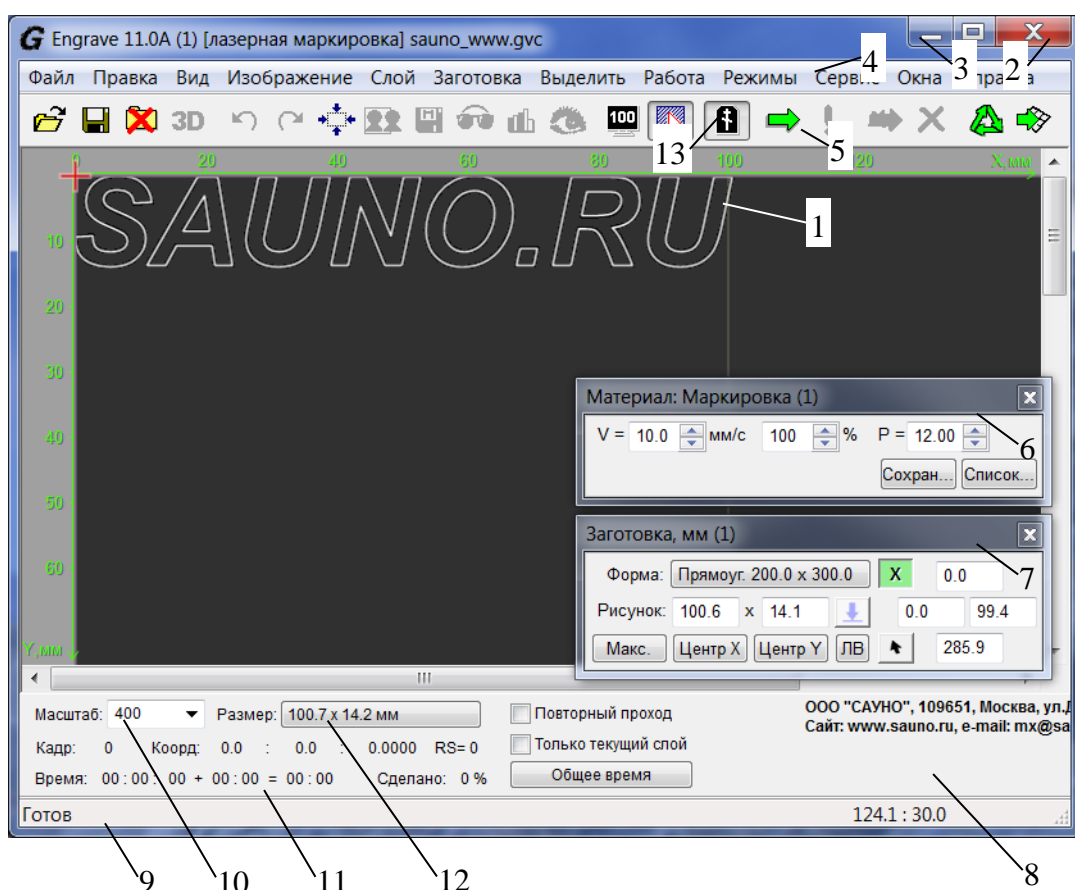 G Engrave 11.0A (1) [лазерная маркировка] sauno_www.gvc
Файл Правка Вид Изображение Слой Заготовка Выделить Работа Режимы Сервис Окна
4 3 2
3D 100
13 5
0 20 40 60 80 100 120 X,мм
SAUNO.RU
1
10
20
30
40
50
60
Y,мм
Материал: Маркировка (1)
V = 10.0 мм/с 100 % P = 12.00
6
Сохран... Список...
Заготовка, мм (1)
Форма: Прямоуг. 200.0 x 300.0 X 0.0
7
Рисунок: 100.6 x 14.1 0.0 99.4
Макс. Центр X Центр Y ЛВ 285.9
Масштаб: 400 Размер: 100.7 x 14.2 мм Повторный проход
ООО "САУНО", 109651, Москва, ул.
Сайт: www.sauno.ru, e-mail: mx@sa
Кадр: 0 Коорд: 0.0 : 0.0 : 0.0000 RS= 0 Только текущий слой
Время: 00 : 00 : 00 + 00 : 00 = 00 : 00 Сделано: 0 % Общее время
Готов 124.1 : 30.0
9 10 11 12 8